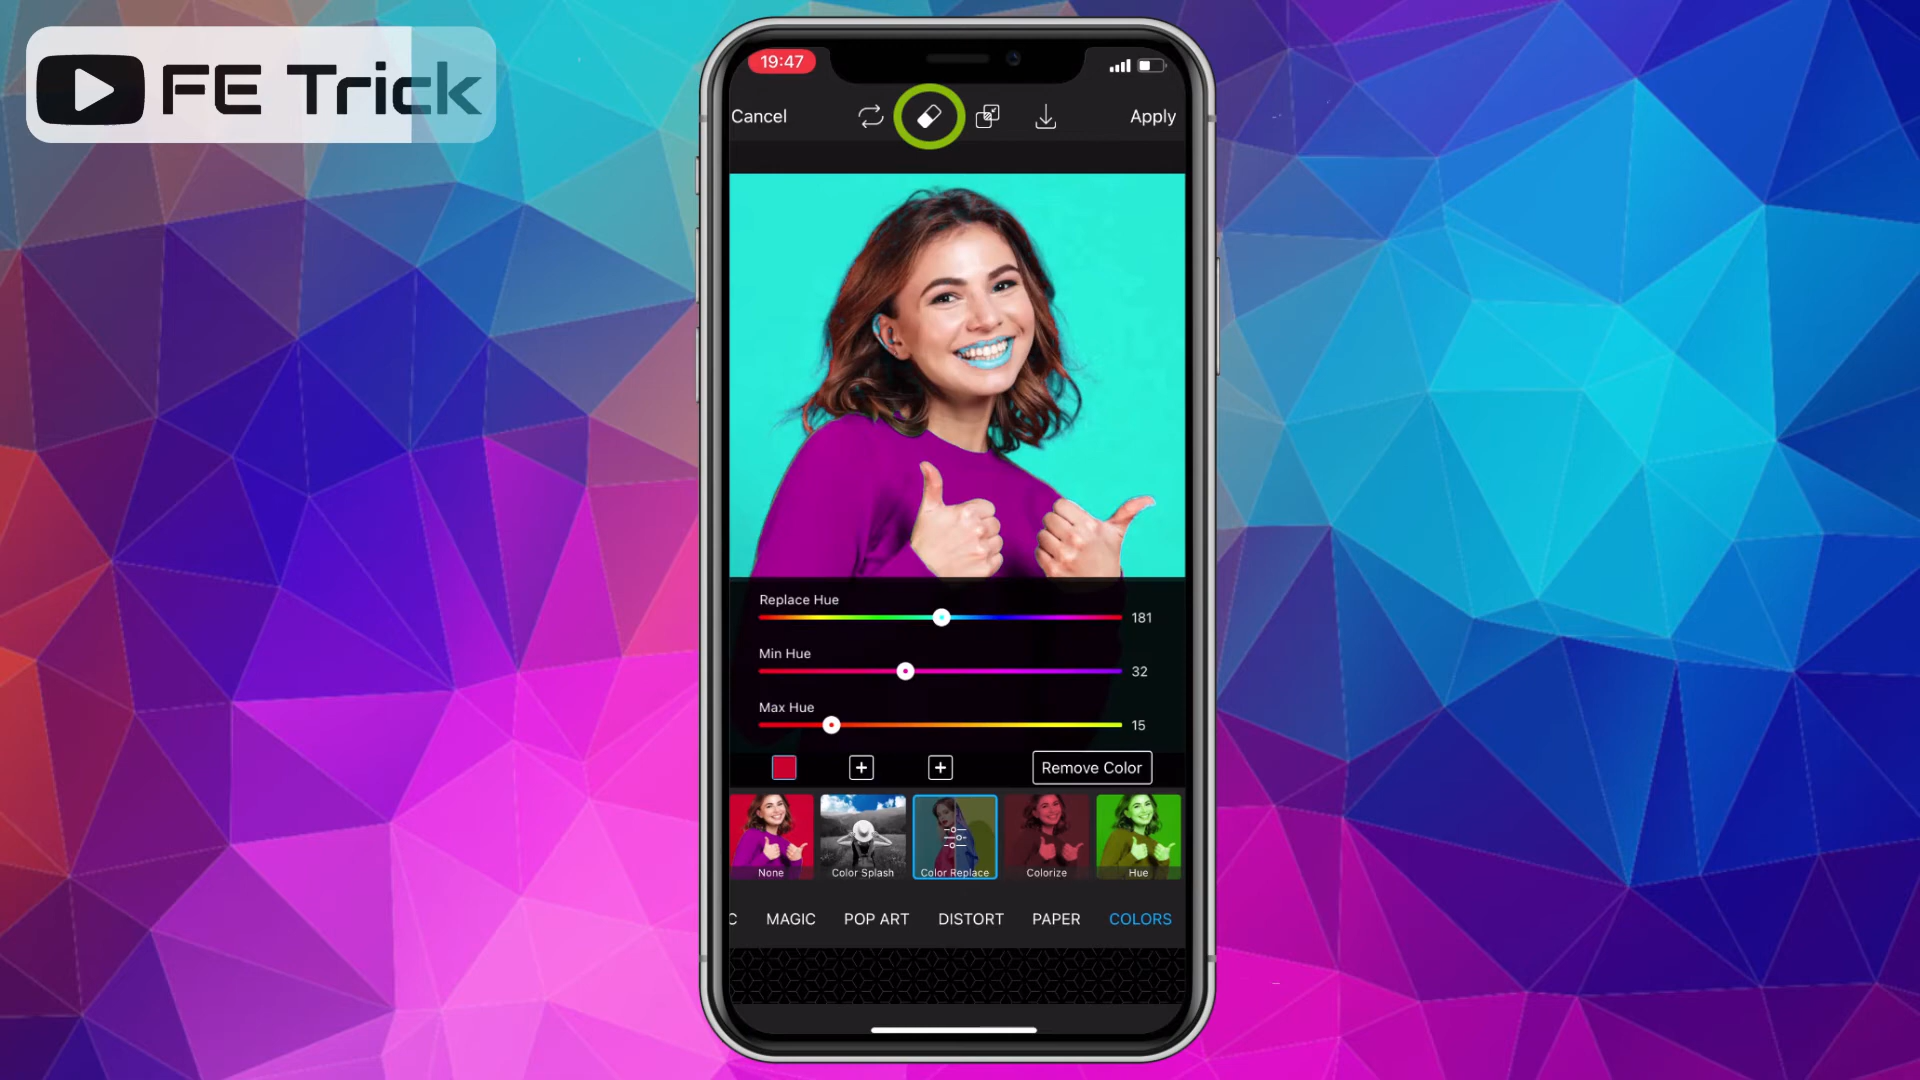 FE Trick
19:47
Cancel
Apply
Replace Hue
181
Min Hue
32
Max Hue
15
Remove Color
None
Color Splash
Color Replace
Colorize
Hue
C MAGIC POP ART DISTORT PAPER COLORS